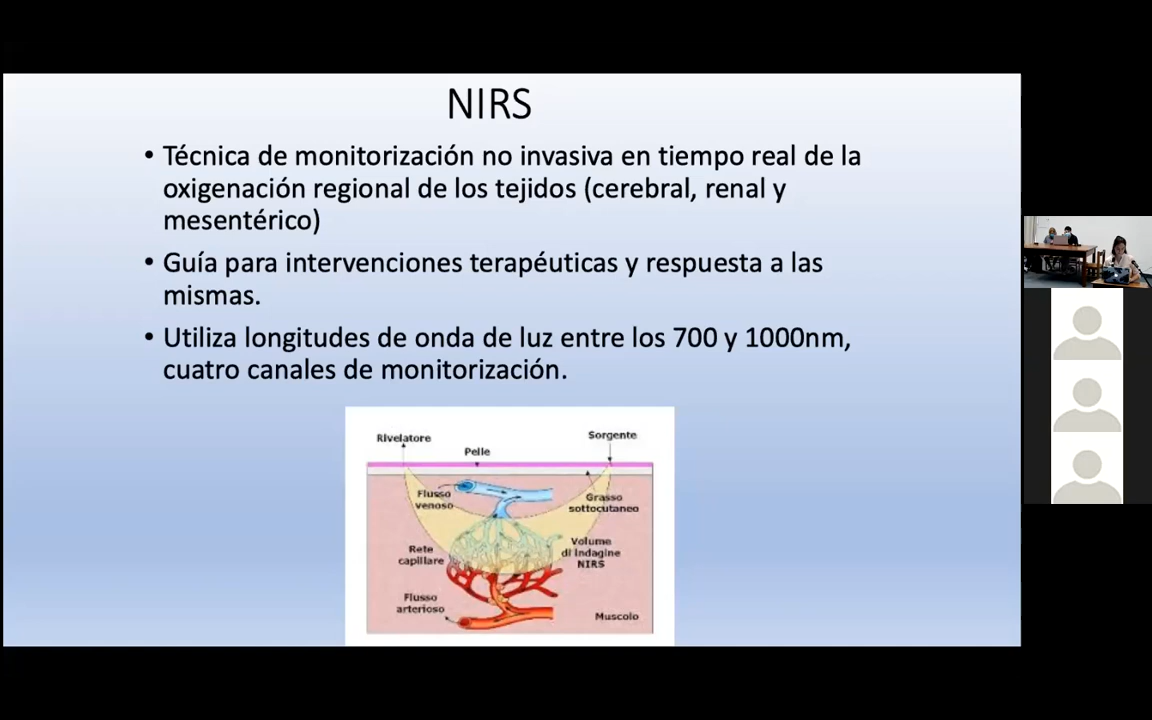 NIRS
• Técnica de monitorización no invasiva en tiempo real de la
oxigenación regional de los tejidos (cerebral, renal y
mesentérico)
• Guía para intervenciones terapéuticas y respuesta a las
mismas.
• Utiliza longitudes de onda de luz entre los 700 y 1000nm,
cuatro canales de monitorización.
Rivelatore
Sorgente
Pelle
Flusso
venoso
Grasso
sottocutaneo
Rete
capillare
Volume
di indagine
NIRS
Flusso
arterioso
Muscolo